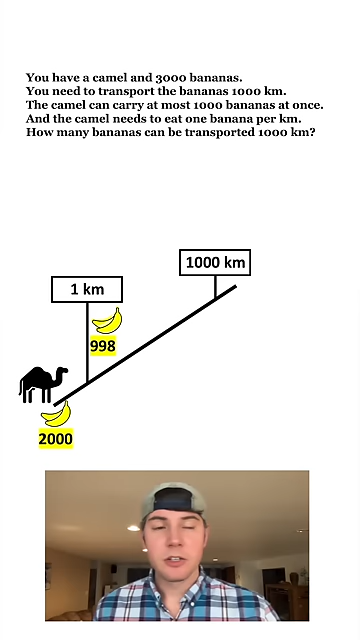 You have a camel and 3000 bananas.
You need to transport the bananas 1000 km.
The camel can carry at most 1000 bananas at once.
And the camel needs to eat one banana per km.
How many bananas can be transported 1000 km?
1000 km
1 km
998
2000